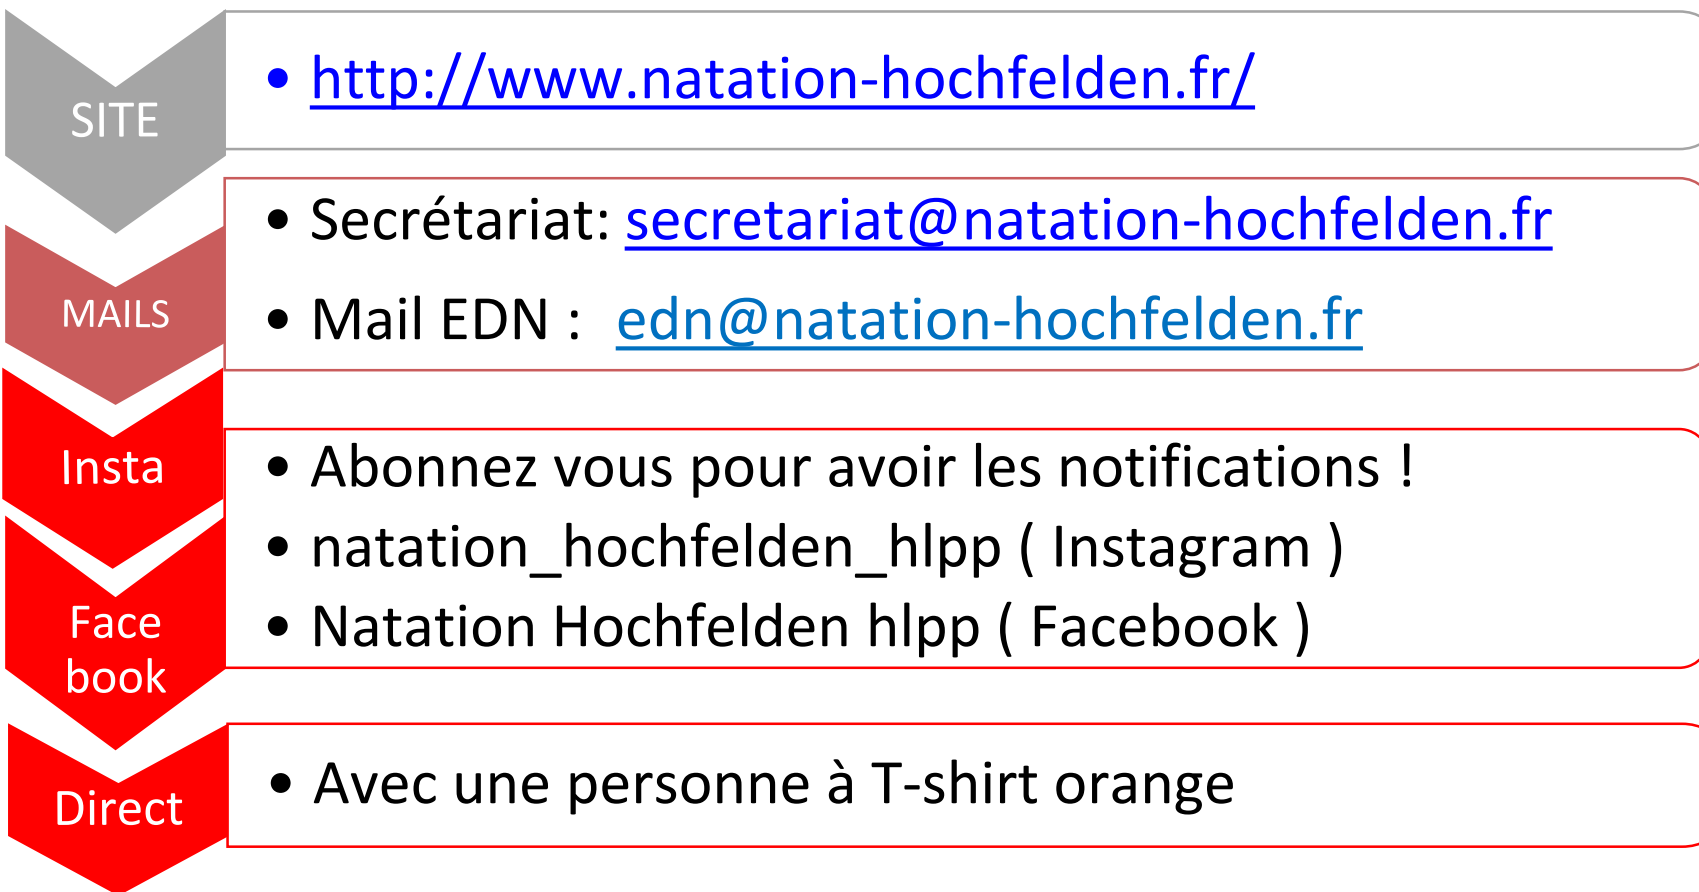 SITE
• http://www.natation-hochfelden.fr/
MAILS
• Secrétariat: secretariat@natation-hochfelden.fr
• Mail EDN : edn@natation-hochfelden.fr
Insta
• Abonnez vous pour avoir les notifications !
• natation_hochfelden_hlpp ( Instagram )
Face
book
• Natation Hochfelden hlpp ( Facebook )
Direct
• Avec une personne à T-shirt orange